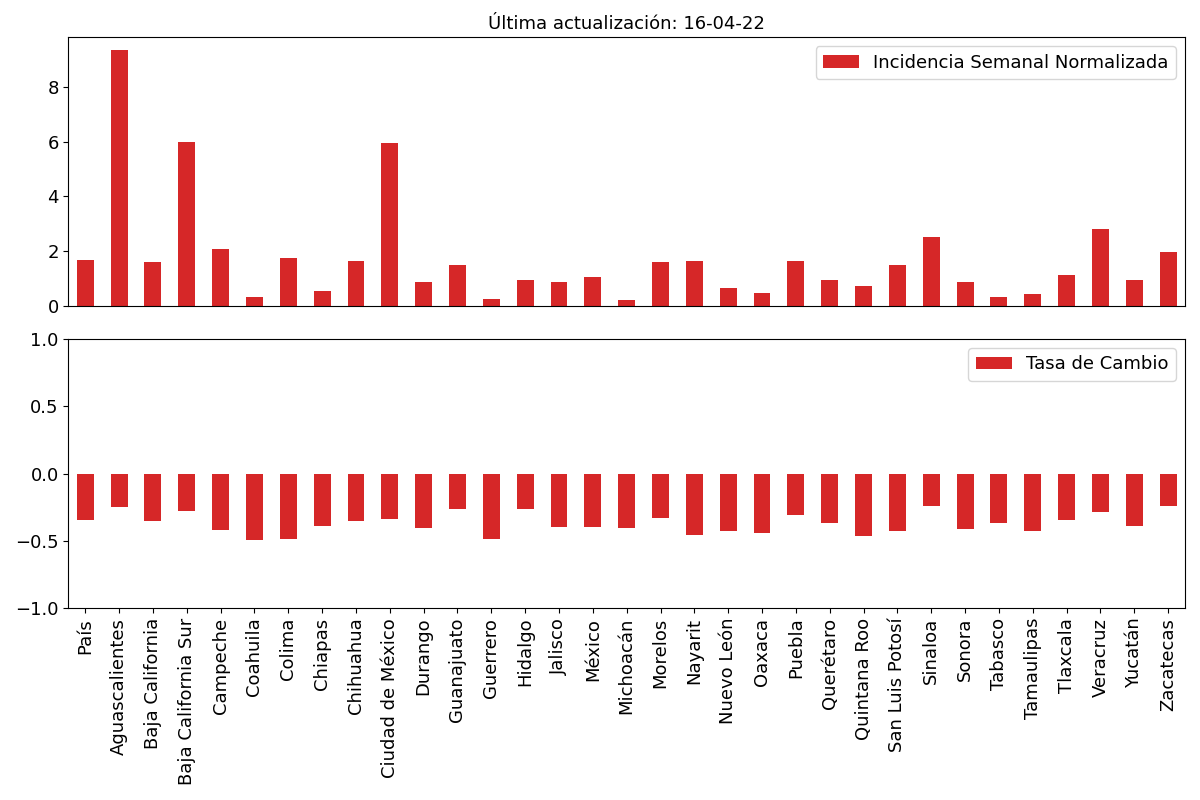 Última actualización: 16-04-22
Incidencia Semanal Normalizada
8
6
4
2
0
Tasa de Cambio
1.0
0.5
0.0
−0.5
−1.0
País
Aguascalientes
Baja California
Baja California Sur
Campeche
Coahuila
Colima
Chiapas
Chihuahua
Ciudad de México
Durango
Guanajuato
Guerrero
Hidalgo
Jalisco
México
Michoacán
Morelos
Nayarit
Nuevo León
Oaxaca
Puebla
Querétaro
Quintana Roo
San Luis Potosí
Sinaloa
Sonora
Tabasco
Tamaulipas
Tlaxcala
Veracruz
Yucatán
Zacatecas